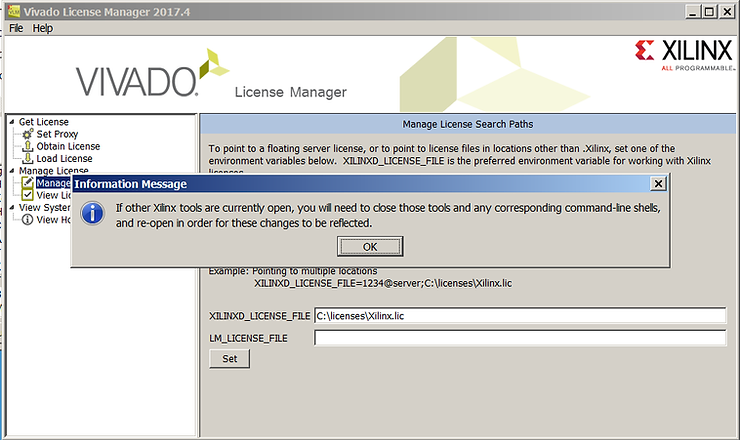 Vivado License Manager 2017.4
File Help
VIVADO.
License Manager
XILINX
ALL PROGRAMMABLE™
Get License
Set Proxy
Obtain License
Load License
Manage License
Manage
View Lic
View System
View Ho
Manage License Search Paths
To point to a floating server license, or to point to license files in locations other than .Xilinx, set one of the
environment variables below. XILINXD_LICENSE_FILE is the preferred environment variable for working with Xilinx
Information Message
If other Xilinx tools are currently open, you will need to close those tools and any corresponding command-line shells,
and re-open in order for these changes to be reflected.
OK
Example: Pointing to multiple locations
XILINXD_LICENSE_FILE=1234@server;C:\licenses\Xilinx.lic
XILINXD_LICENSE_FILE C:\licenses\Xilinx.lic
LM_LICENSE_FILE
Set